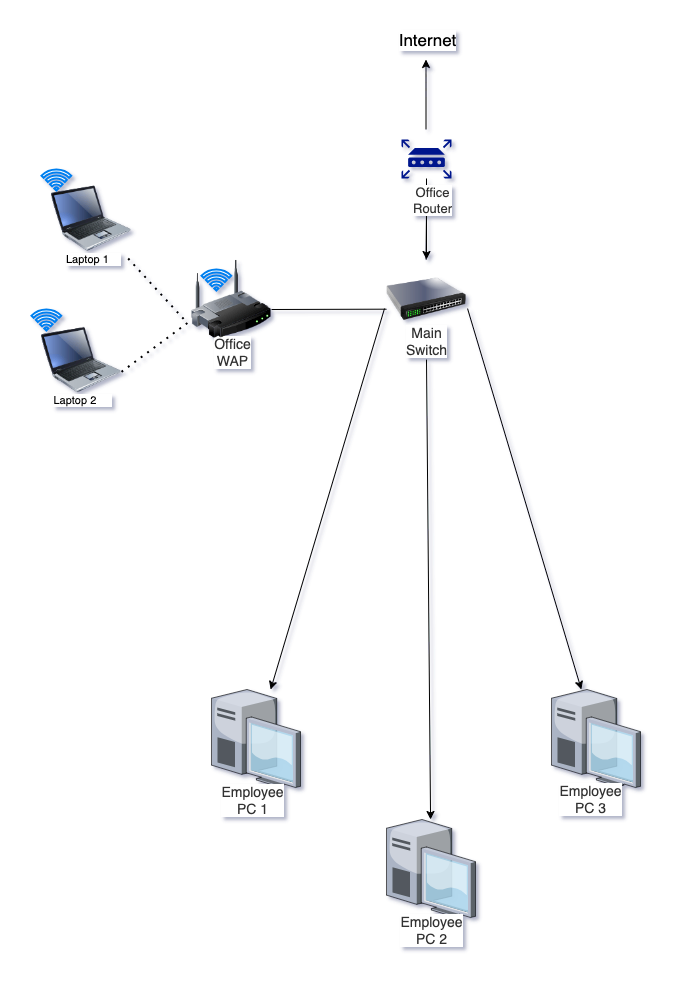 Internet
Office
Router
Laptop 1
Office
WAP
Main
Switch
Laptop 2
Employee
PC 1
Employee
PC 3
Employee
PC 2